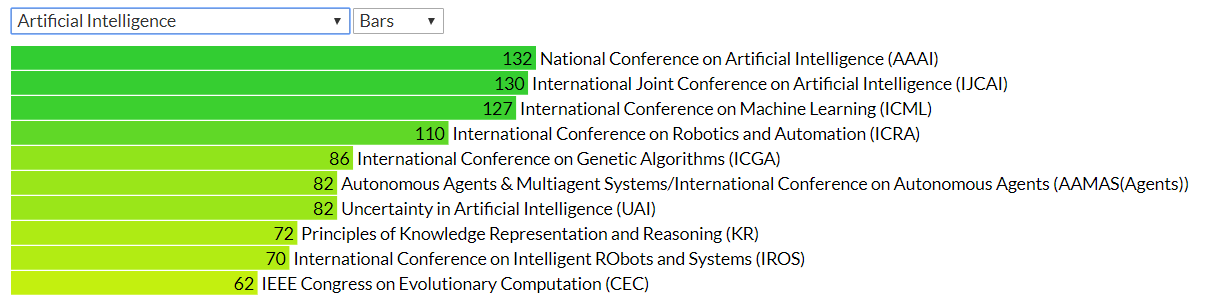 Artificial Intelligence Bars
132 National Conference on Artificial Intelligence (AAAI)
130 International Joint Conference on Artificial Intelligence (IJCAI)
127 International Conference on Machine Learning (ICML)
110 International Conference on Robotics and Automation (ICRA)
86 International Conference on Genetic Algorithms (ICGA)
82 Autonomous Agents & Multiagent Systems/International Conference on Autonomous Agents (AAMAS(Agents))
82 Uncertainty in Artificial Intelligence (UAI)
72 Principles of Knowledge Representation and Reasoning (KR)
70 International Conference on Intelligent RObots and Systems (IROS)
62 IEEE Congress on Evolutionary Computation (CEC)